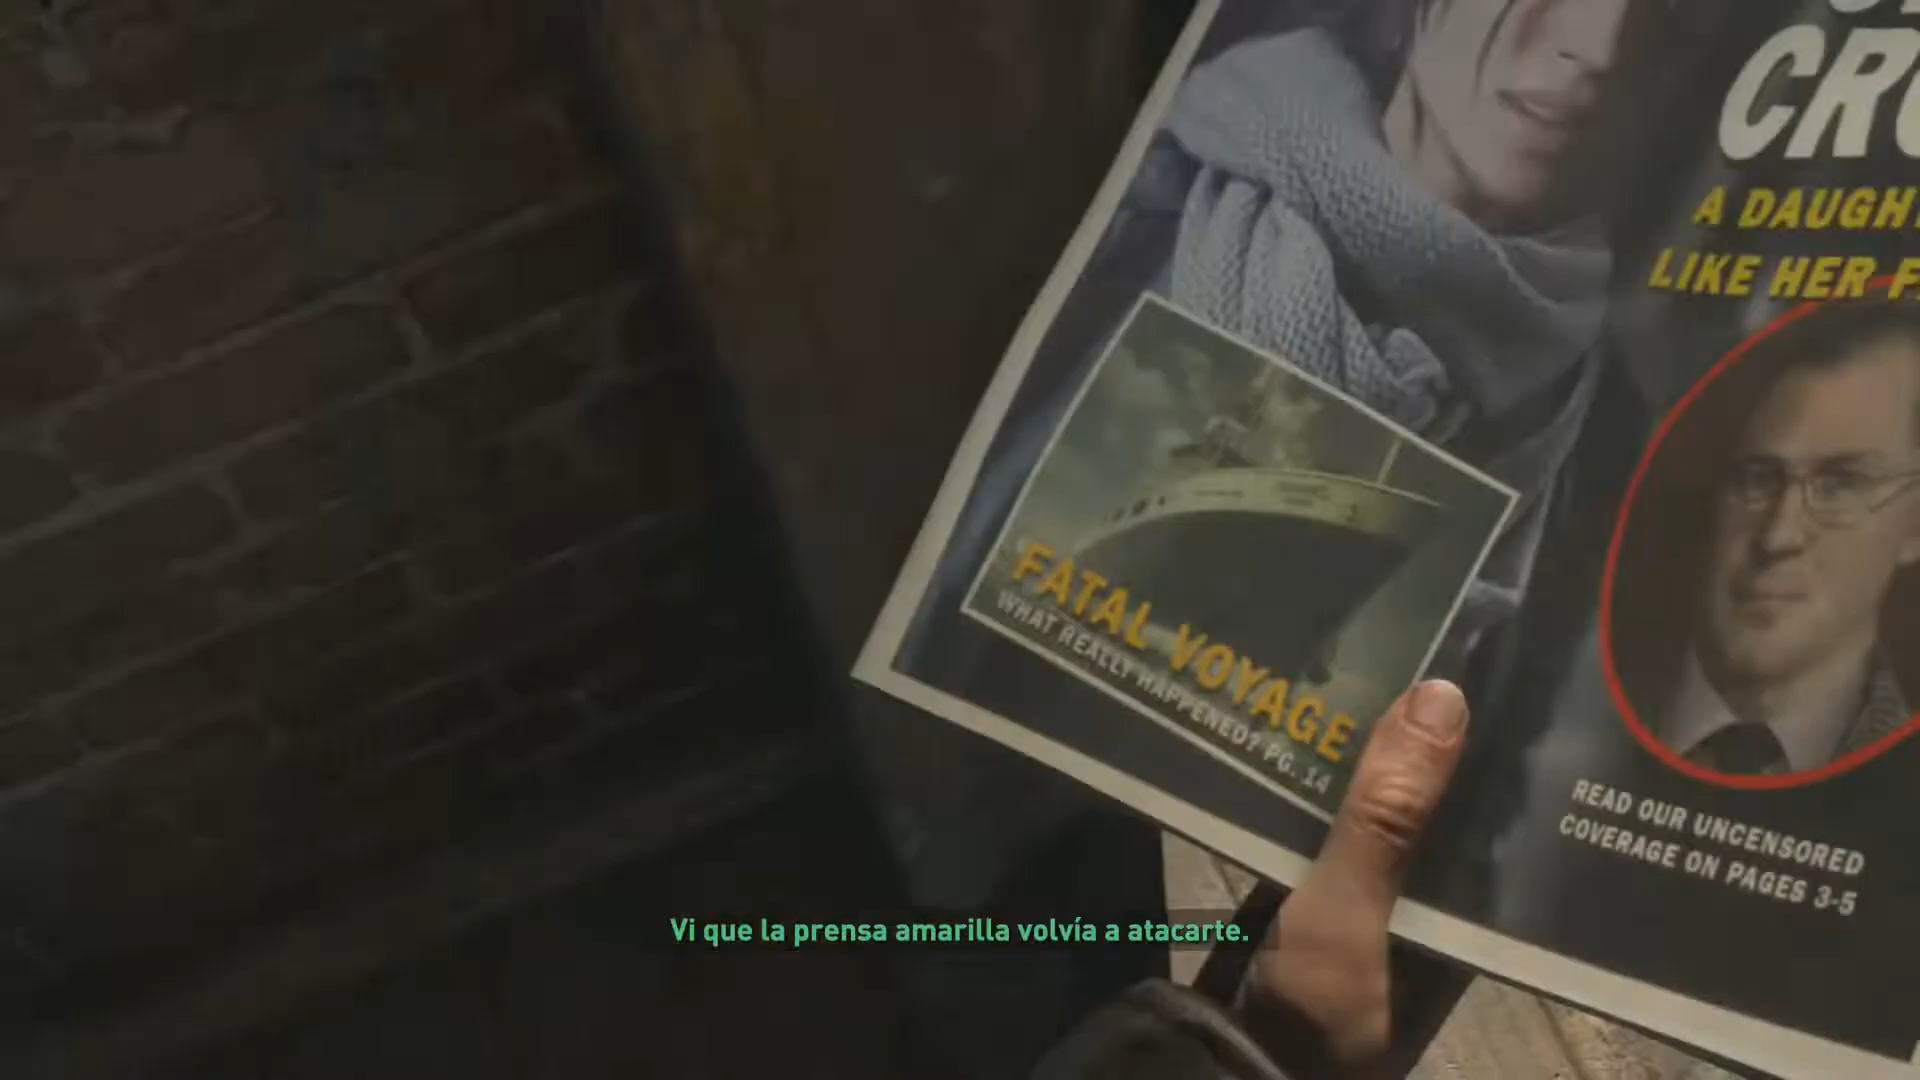 CR
A DAUGH
LIKE HER F
FATAL VOYAGE
WHAT REALLY HAPPENED? PG. 14
READ OUR UNCENSORED
COVERAGE ON PAGES 3-5
Vi que la prensa amarilla volvía a atacarte.